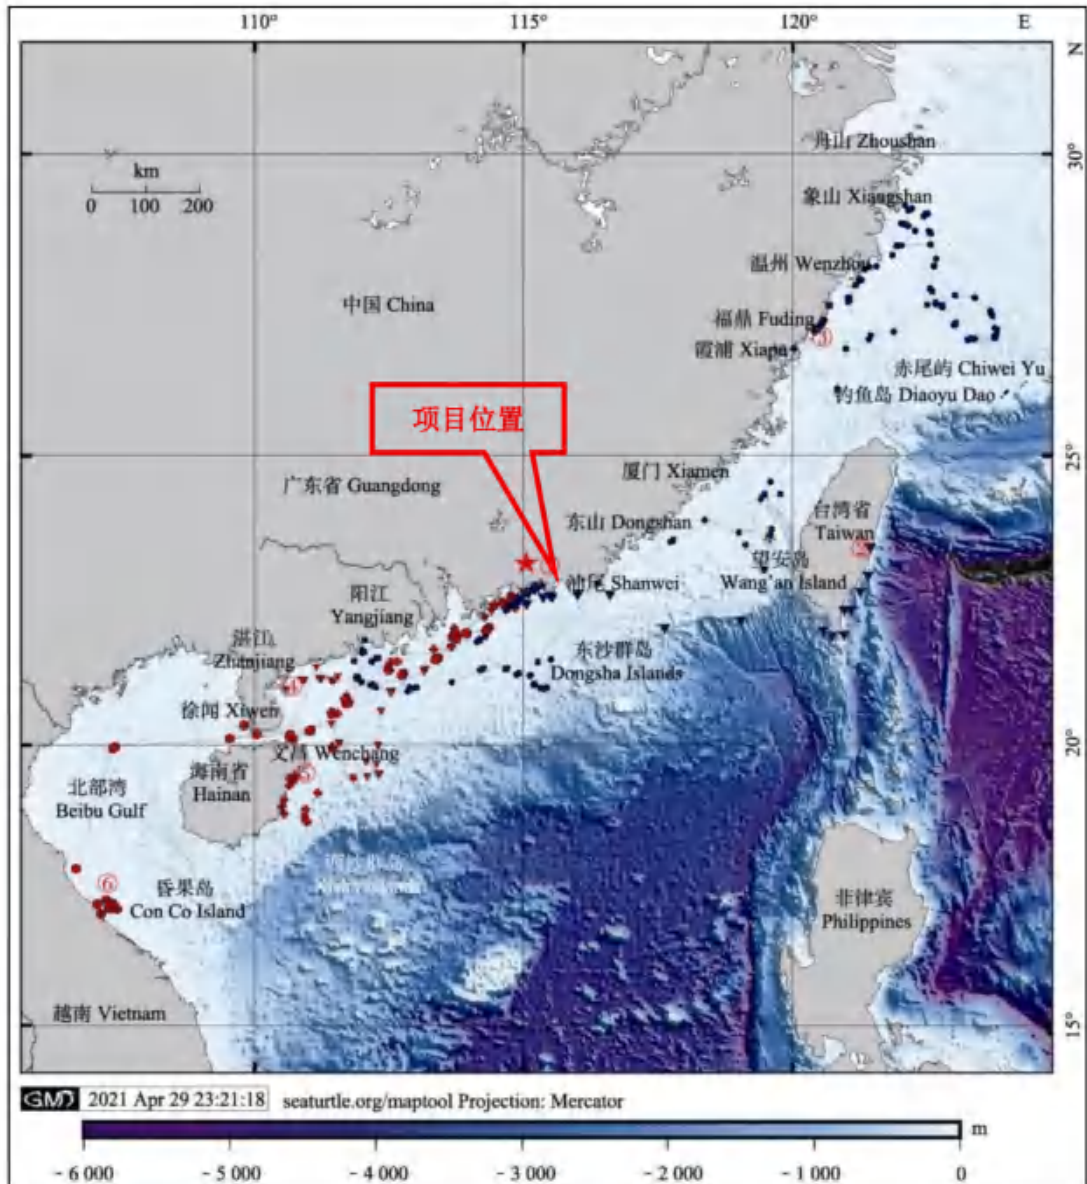 110°
115°
120°
E
N
舟山 Zhoushan
30°
km
0 100 200
象山 Xiangshan
温州 Wenzhou
中国 China
福鼎 Fuding
③
霞浦 Xiapu
赤尾屿 Chiwei Yu
钓鱼岛 Diaoyu Dao
项目位置
25°
厦门 Xiamen
广东省 Guangdong
台湾省
Taiwan
②
东山 Dongshan
望安岛
Wang'an Island
汕尾 Shanwei
阳江
Yangjiang
湛江
Zhanjiang
④
东沙群岛
Dongsha Islands
徐闻 Xiwen
文昌 Wenchang
20°
⑤
海南省
Hainan
北部湾
Beibu Gulf
⑥
昏果岛
Con Co Island
菲律宾
Philippines
越南 Vietnam
15°
GMD 2021 Apr 29 23:21:18 seaturtle.org/maptool Projection: Mercator
m
-6 000 -5 000 -4 000 -3 000 -2 000 -1 000 0